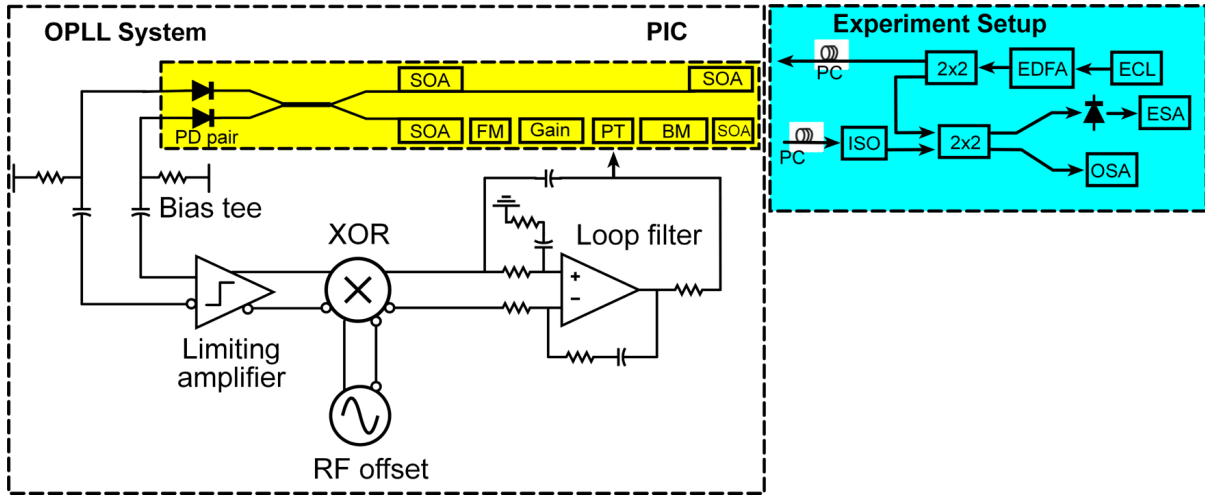 OPLL System
PIC
SOA
SOA
PD pair
SOA
FM
Gain
PT
BM
SOA
Bias tee
XOR
Loop filter
+
−
Limiting
amplifier
RF offset
Experiment Setup
PC
2x2
EDFA
ECL
ESA
PC
ISO
2x2
OSA